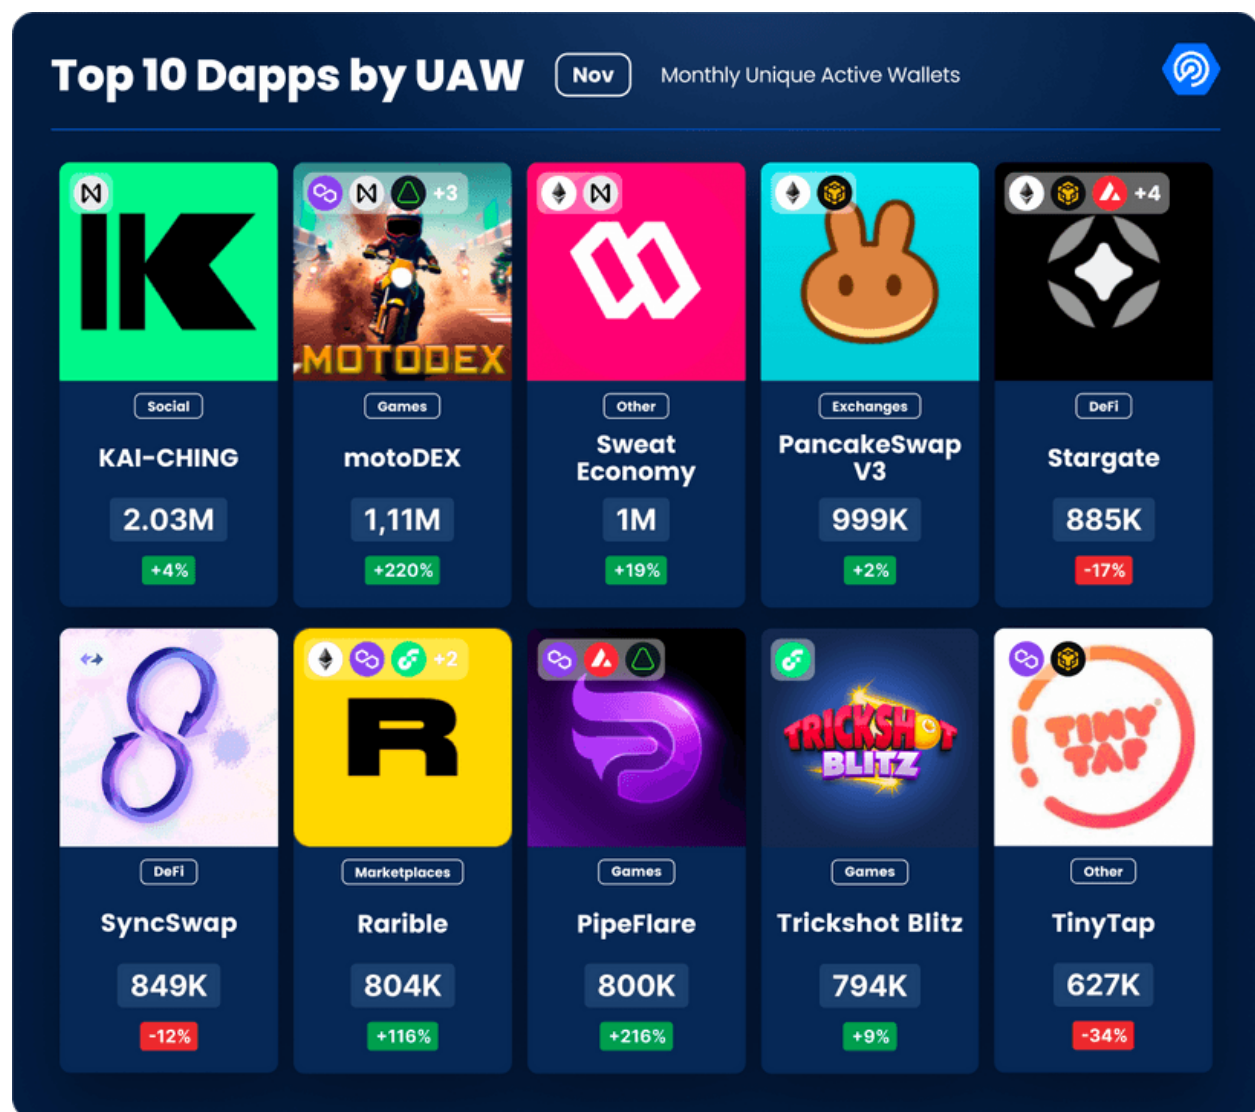 Top 10 Dapps by UAW Nov Monthly Unique Active Wallets
+3
+4
MOTODEX
Social
Games
Other
Exchanges
DeFi
KAI-CHING
motoDEX
Sweat
Economy
PancakeSwap
V3
Stargate
2.03M
1,11M
1M
999K
885K
+4%
+220%
+19%
+2%
-17%
+2
R
TRICKSHOT
BLITZ
TINY
TAP
DeFi
Marketplaces
Games
Games
Other
SyncSwap
Rarible
PipeFlare
Trickshot Blitz
TinyTap
849K
804K
800K
794K
627K
-12%
+116%
+216%
+9%
-34%